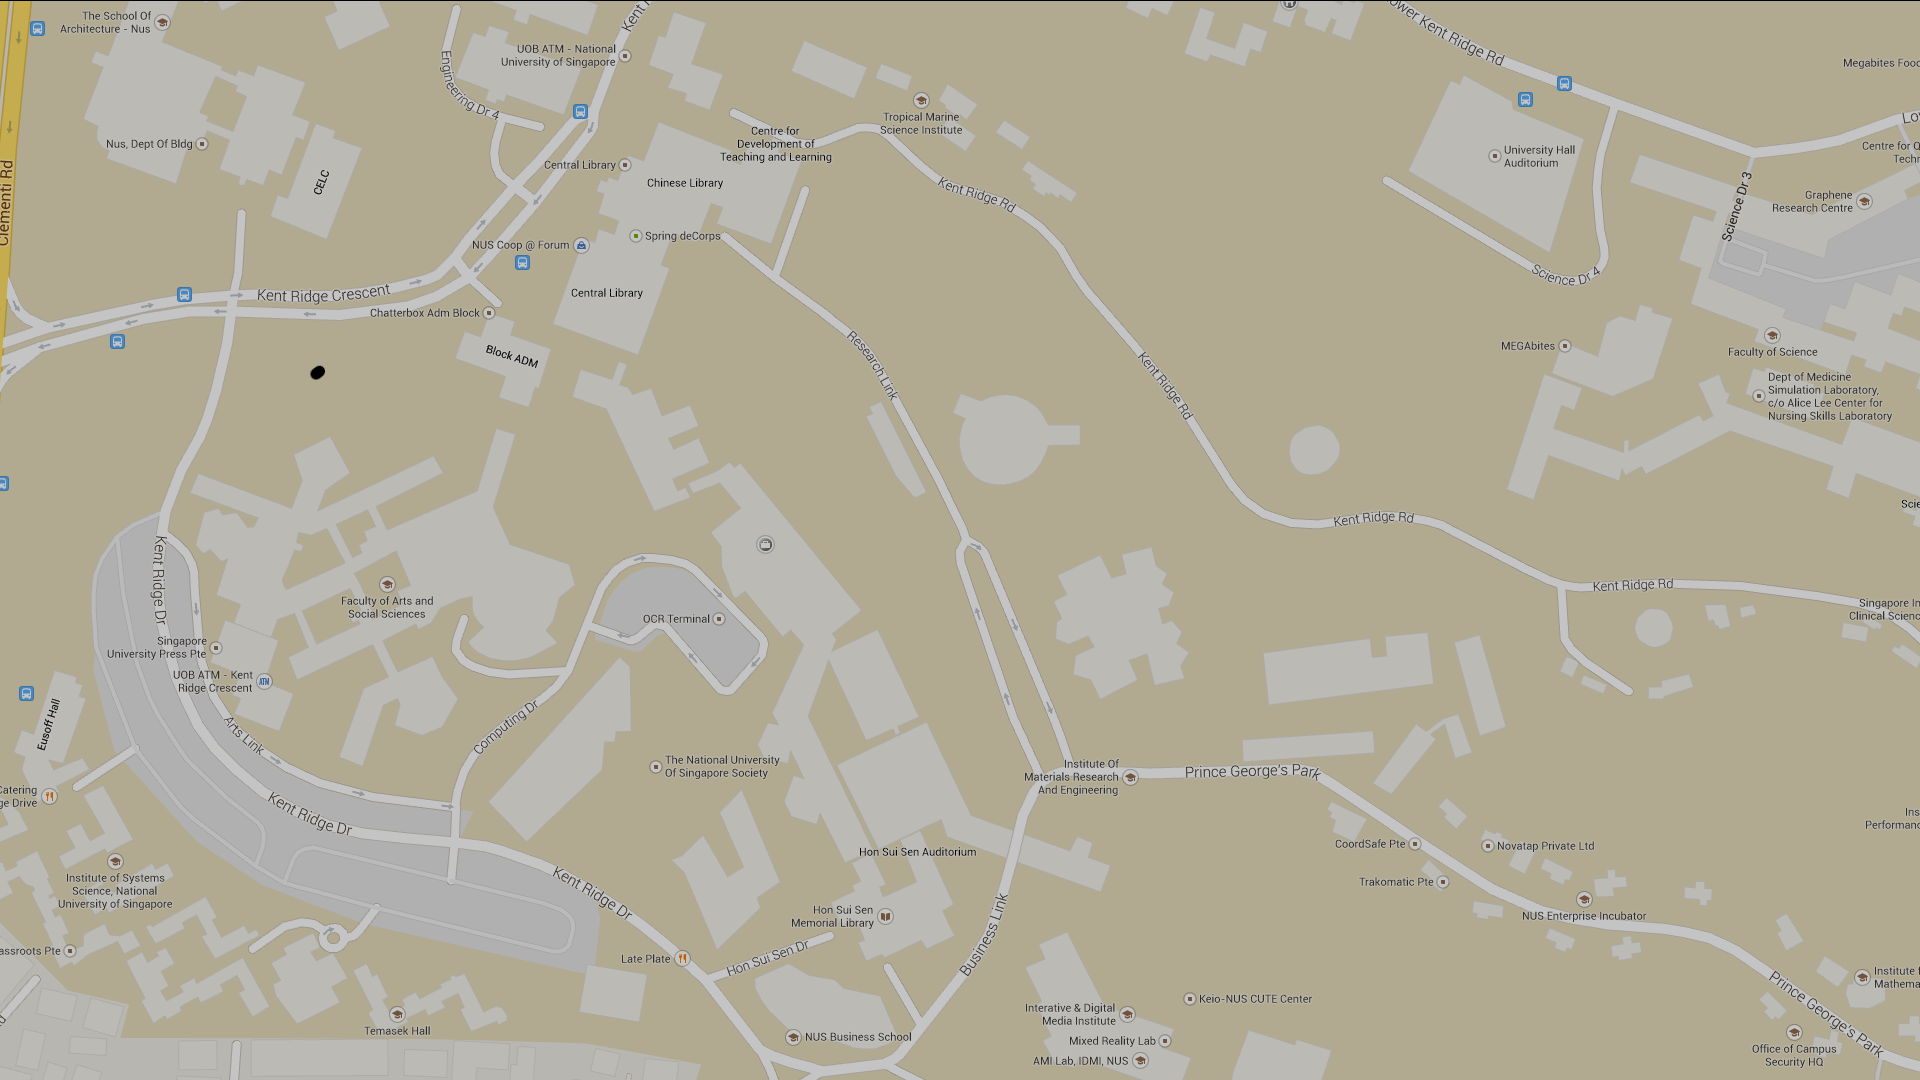 The School Of
Architecture - Nus
UOB ATM - National
University of Singapore
Engineering Dr 4
Lower Kent Ridge Rd
Megabites
Tropical Marine
Science Institute
Centre for
Development of
Teaching and Learning
Nus, Dept Of Bldg
Central Library
Chinese Library
CELC
Clementi Rd
Kent Ridge Rd
University Hall
Auditorium
Centre for
Graphene
Research Centre
Science Dr 3
Science Dr 4
NUS Coop @ Forum
Spring deCorps
Central Library
Kent Ridge Crescent
Chatterbox Adm Block
Block ADM
Research Link
Kent Ridge Rd
MEGAbites
Faculty of Science
Dept of Medicine
Simulation Laboratory,
c/o Alice Lee Center for
Nursing Skills Laboratory
Kent Ridge Rd
Kent Ridge Rd
Kent Ridge Dr
Faculty of Arts and
Social Sciences
OCR Terminal
Singapore
Singapore
University Press Pte
UOB ATM - Kent
Ridge Crescent
ATM
Eusoff Hall
Arts Link
Computing Dr
The National University
Of Singapore Society
Institute Of
Materials Research
And Engineering
Prince George's Park
Catering
Kent Ridge Dr
CoordSafe Pte
Novatap Private Ltd
Trakomatic Pte
NUS Enterprise Incubator
Hon Sui Sen Auditorium
Institute of Systems
Science, National
University of Singapore
Kent Ridge Dr
Hon Sui Sen
Memorial Library
Business Link
Late Plate
Hon Sui Sen Dr
Interative & Digital
Media Institute
Keio-NUS CUTE Center
Mixed Reality Lab
AMI Lab, IDMI, NUS
Temasek Hall
NUS Business School
Institute
Prince George's Park
Office of Campus
Security HQ